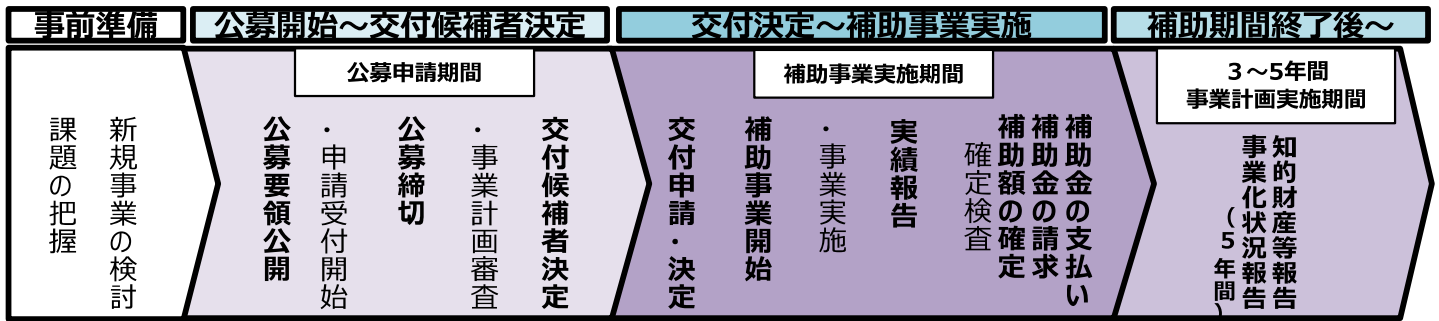 事前準備
公募開始～交付候補者決定
交付決定～補助事業実施
補助期間終了後～
公募申請期間
補助事業実施期間
３～5年間
事業計画実施期間
課題の把握
新規事業の検討
公募要領公開
・申請受付開始
公募締切
・事業計画審査
交付候補者決定
交付申請・決定
補助事業開始
・事業実施
実績報告
確定検査
補助額の確定
補助金の請求
補助金の支払い
（５年間）
事業化状況報告
知的財産等報告